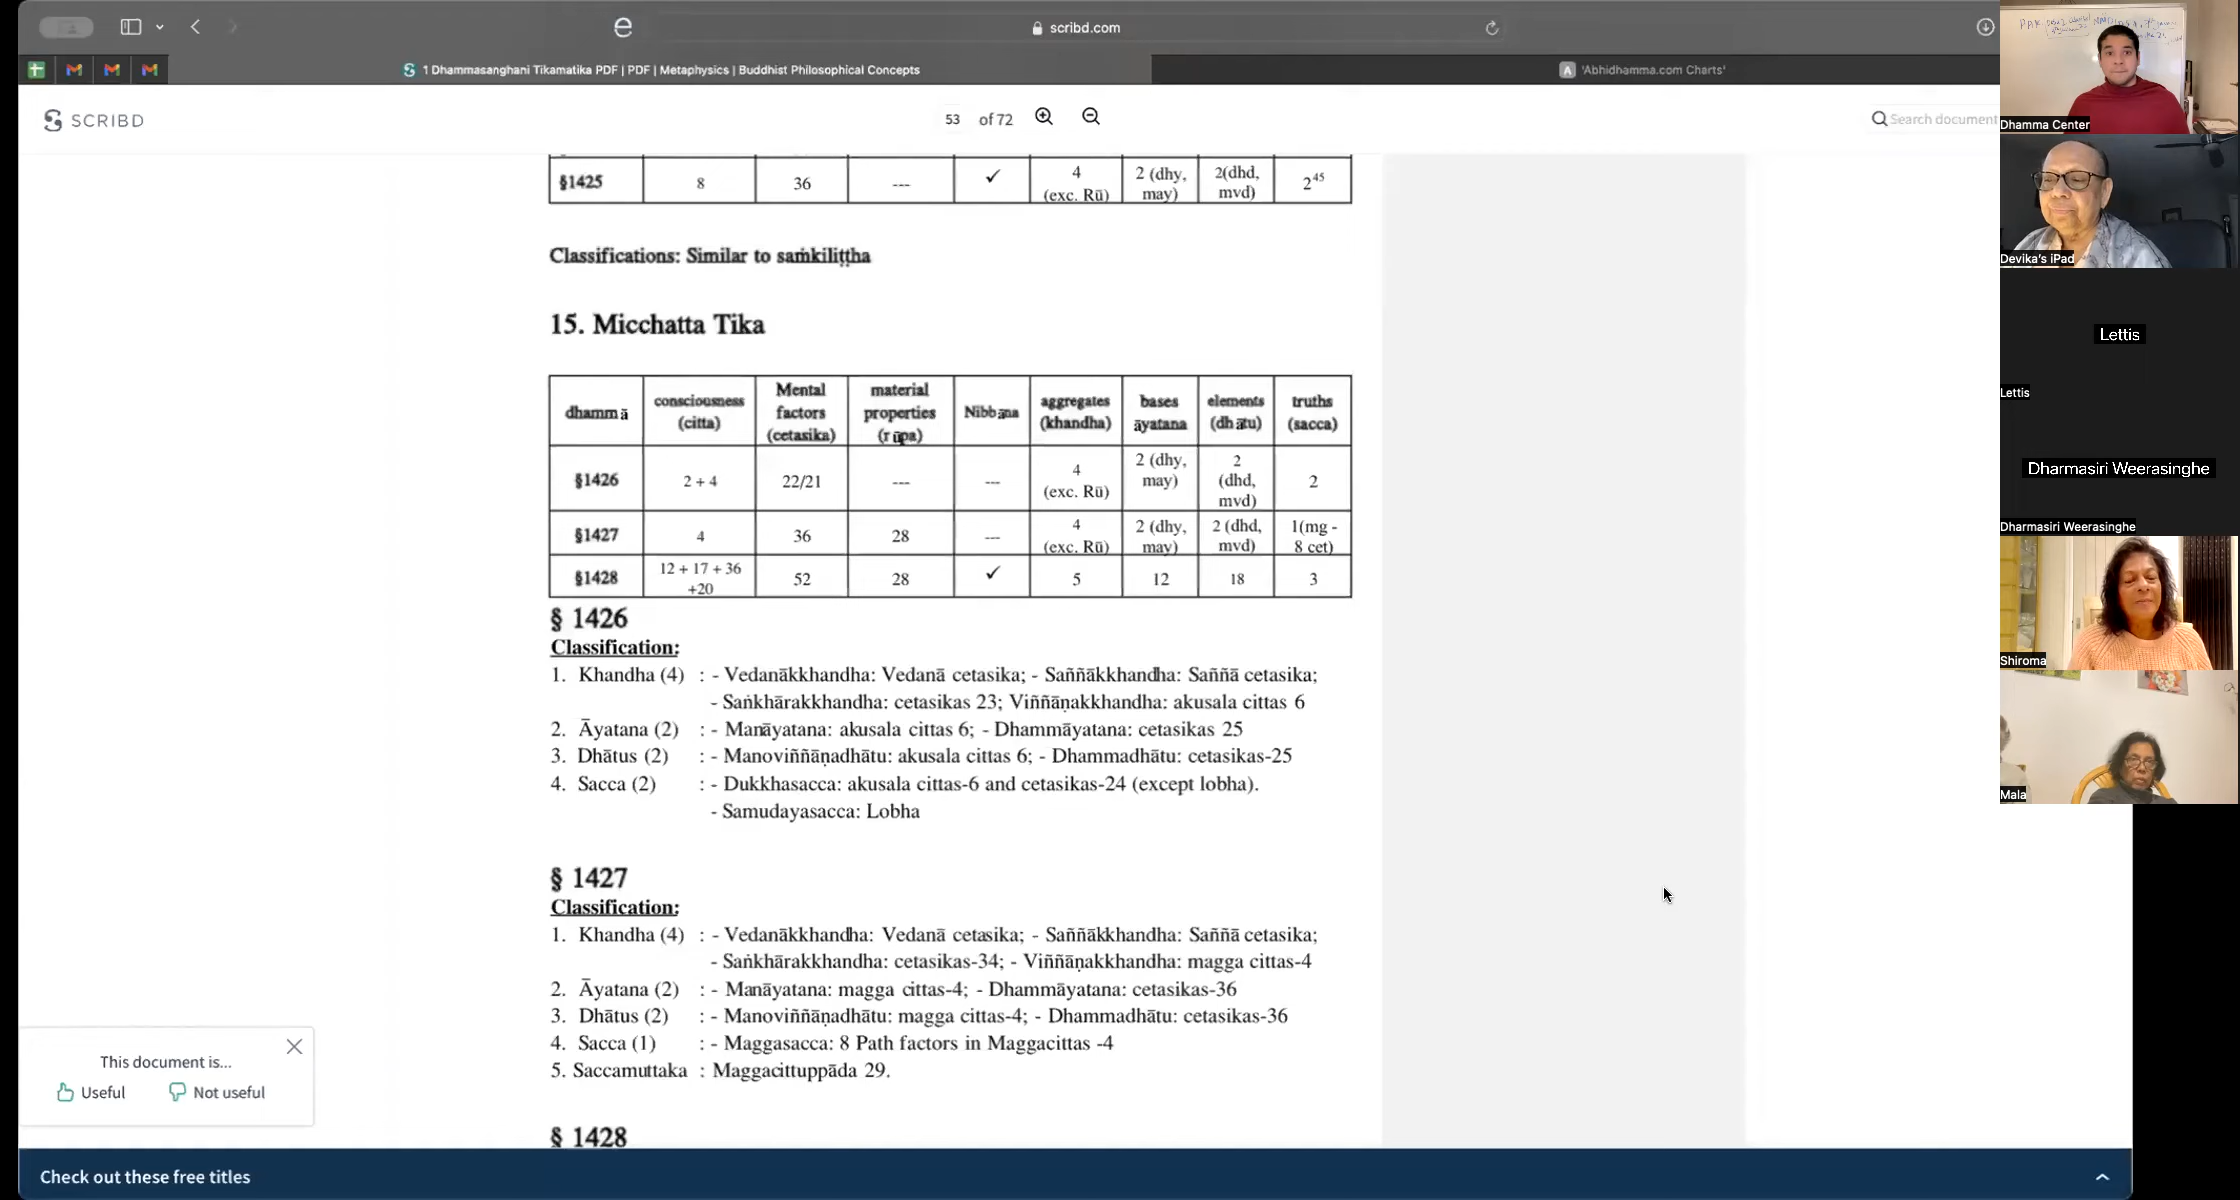 scribd.com
1 Dhammasanghani Tikamatika PDF | PDF | Metaphysics | Buddhist Philosophical Concepts
'Abhidhamma.com Charts'
SCRIBD
53 of 72
Search document
§1425 8 36 --- ✓ 4 (exc. Rū) 2 (dhy, may) 2(dhd, mvd) 2⁴⁵
Classifications: Similar to saṁkiliṭṭha
15. Micchatta Tika
dhammā consciousness (citta) Mental factors (cetasika) material properties (rūpa) Nibbāna aggregates (khandha) bases āyatana elements (dhātu) truths (sacca)
§1426 2 + 4 22/21 --- --- 4 (exc. Rū) 2 (dhy, may) 2 (dhd, mvd) 2
§1427 4 36 28 --- 4 (exc. Rū) 2 (dhy, may) 2 (dhd, mvd) 1(mg - 8 cet)
§1428 12 + 17 + 36 +20 52 28 ✓ 5 12 18 3
§ 1426
Classification:
1. Khandha (4) : - Vedanākkhandha: Vedanā cetasika; - Saññākkhandha: Saññā cetasika;
- Saṅkhārakkhandha: cetasikas 23; Viññāṇakkhandha: akusala cittas 6
2. Āyatana (2) : - Manāyatana: akusala cittas 6; - Dhammāyatana: cetasikas 25
3. Dhātus (2) : - Manoviññāṇadhātu: akusala cittas 6; - Dhammadhātu: cetasikas-25
4. Sacca (2) : - Dukkhasacca: akusala cittas-6 and cetasikas-24 (except lobha).
- Samudayasacca: Lobha
§ 1427
Classification:
1. Khandha (4) : - Vedanākkhandha: Vedanā cetasika; - Saññākkhandha: Saññā cetasika;
- Saṅkhārakkhandha: cetasikas-34; - Viññāṇakkhandha: magga cittas-4
2. Āyatana (2) : - Manāyatana: magga cittas-4; - Dhammāyatana: cetasikas-36
3. Dhātus (2) : - Manoviññāṇadhātu: magga cittas-4; - Dhammadhātu: cetasikas-36
4. Sacca (1) : - Maggasacca: 8 Path factors in Maggacittas -4
5. Saccamuttaka : Maggacittuppāda 29.
§ 1428
This document is...
Useful Not useful
Check out these free titles
Dhamma Center
Devika's iPad
Lettis
Lettis
Dharmasiri Weerasinghe
Dharmasiri Weerasinghe
Shiroma
Mala